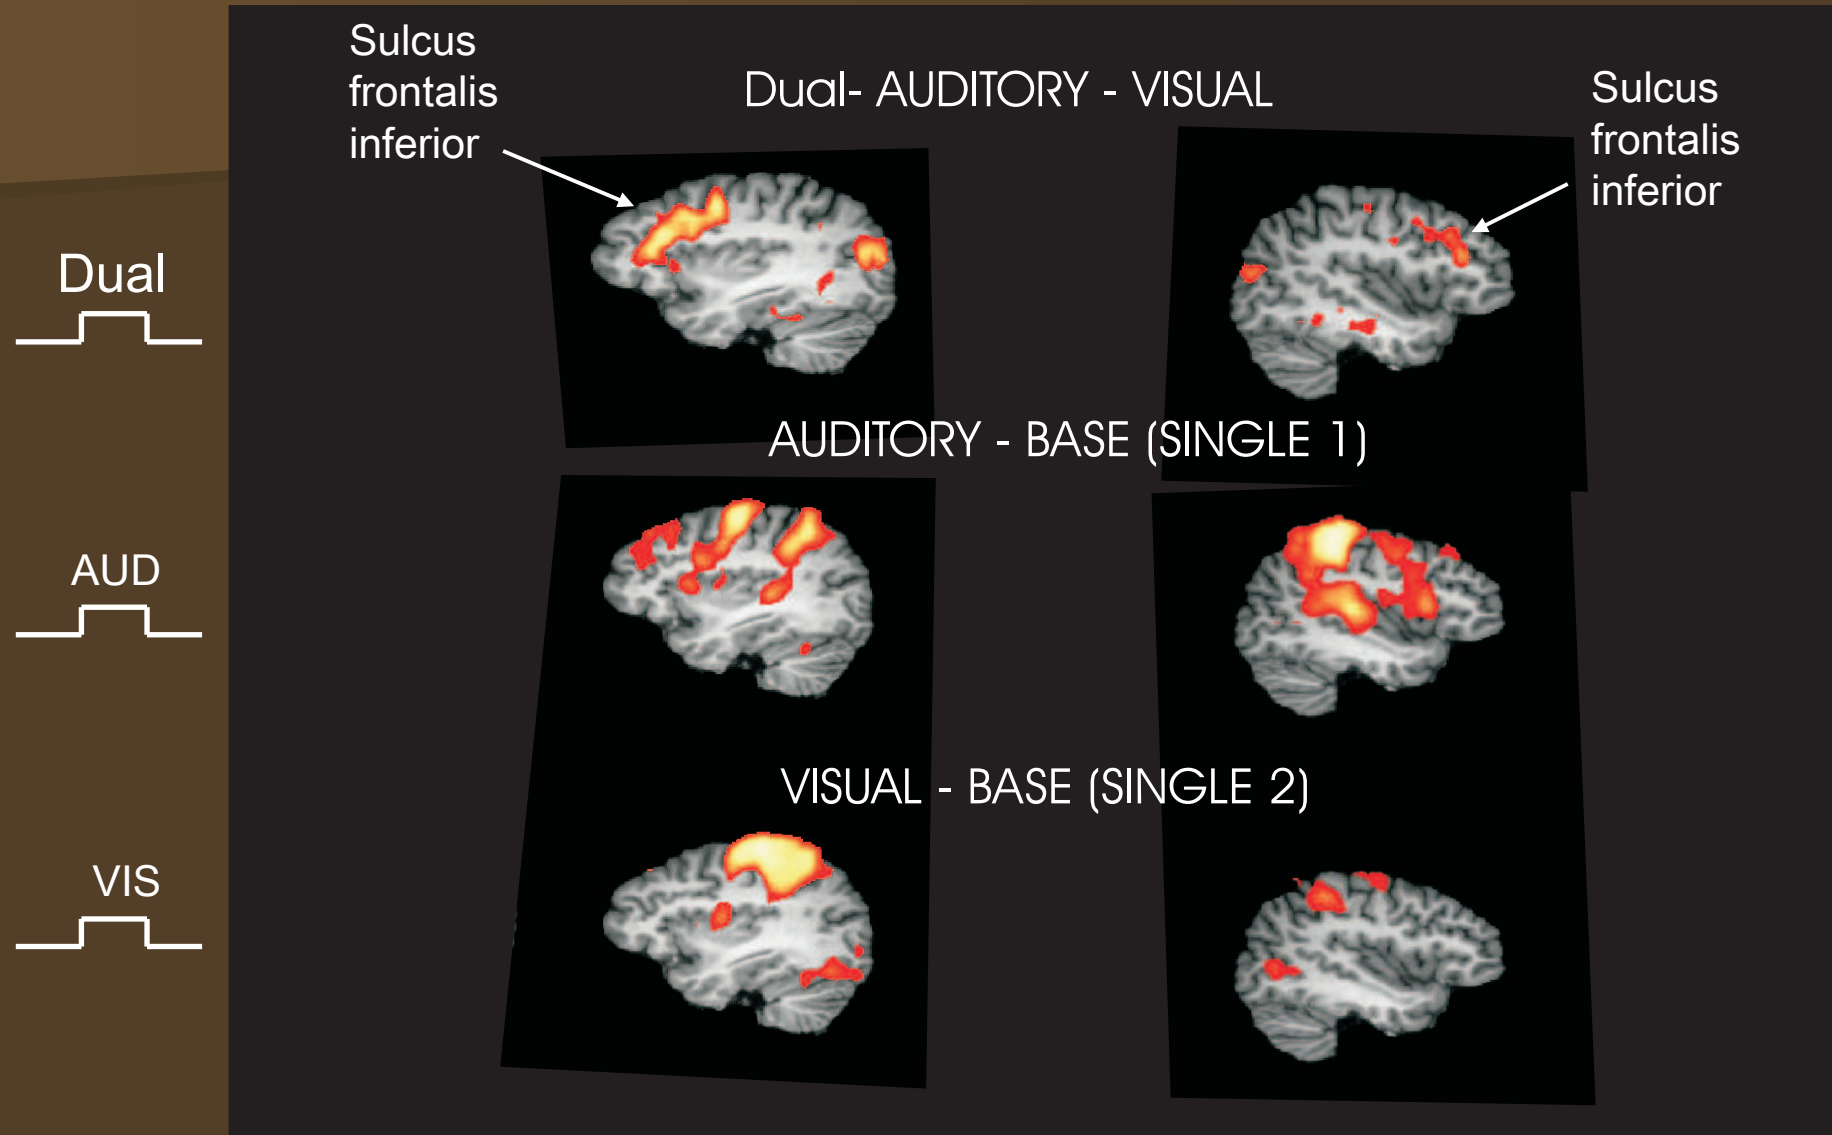 Sulcus
frontalis
inferior
Dual- AUDITORY - VISUAL
Sulcus
frontalis
inferior
Dual
AUDITORY - BASE (SINGLE 1)
AUD
VISUAL - BASE (SINGLE 2)
VIS